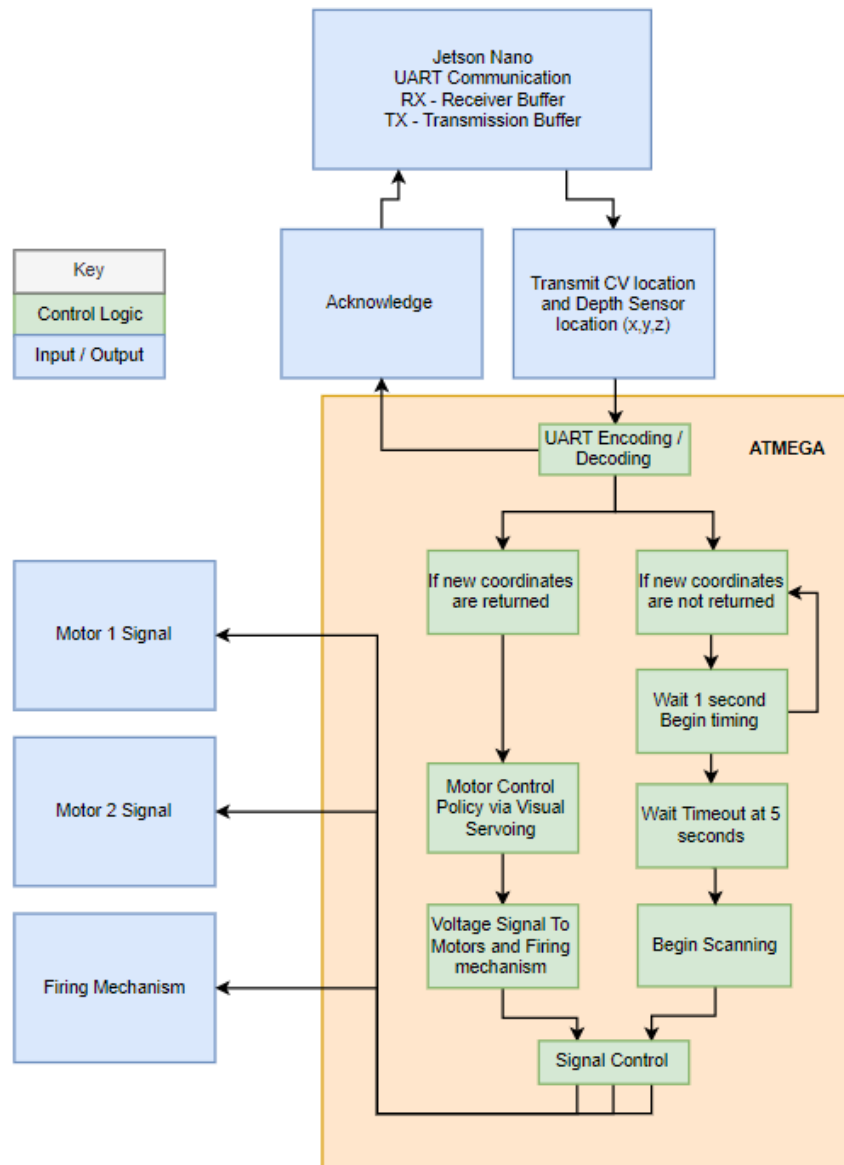 Jetson Nano
UART Communication
RX - Receiver Buffer
TX - Transmission Buffer
Key
Control Logic
Input / Output
Acknowledge
Transmit CV location
and Depth Sensor
location (x,y,z)
UART Encoding /
Decoding
ATMEGA
If new coordinates
are returned
If new coordinates
are not returned
Motor 1 Signal
Wait 1 second
Begin timing
Motor 2 Signal
Motor Control
Policy via Visual
Servoing
Wait Timeout at 5
seconds
Firing Mechanism
Voltage Signal To
Motors and Firing
mechanism
Begin Scanning
Signal Control